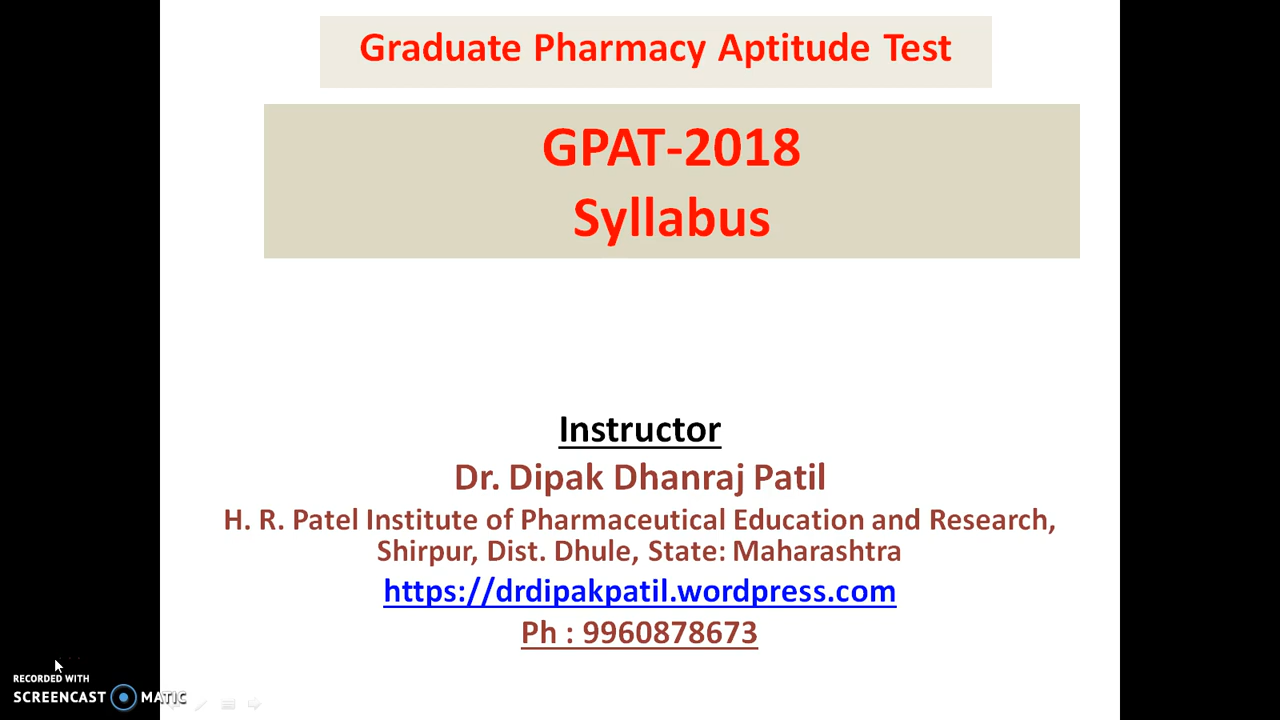 Graduate Pharmacy Aptitude Test
GPAT-2018
Syllabus
Instructor
Dr. Dipak Dhanraj Patil
H. R. Patel Institute of Pharmaceutical Education and Research,
Shirpur, Dist. Dhule, State: Maharashtra
https://drdipakpatil.wordpress.com
Ph : 9960878673
RECORDED WITH
SCREENCAST MATIC